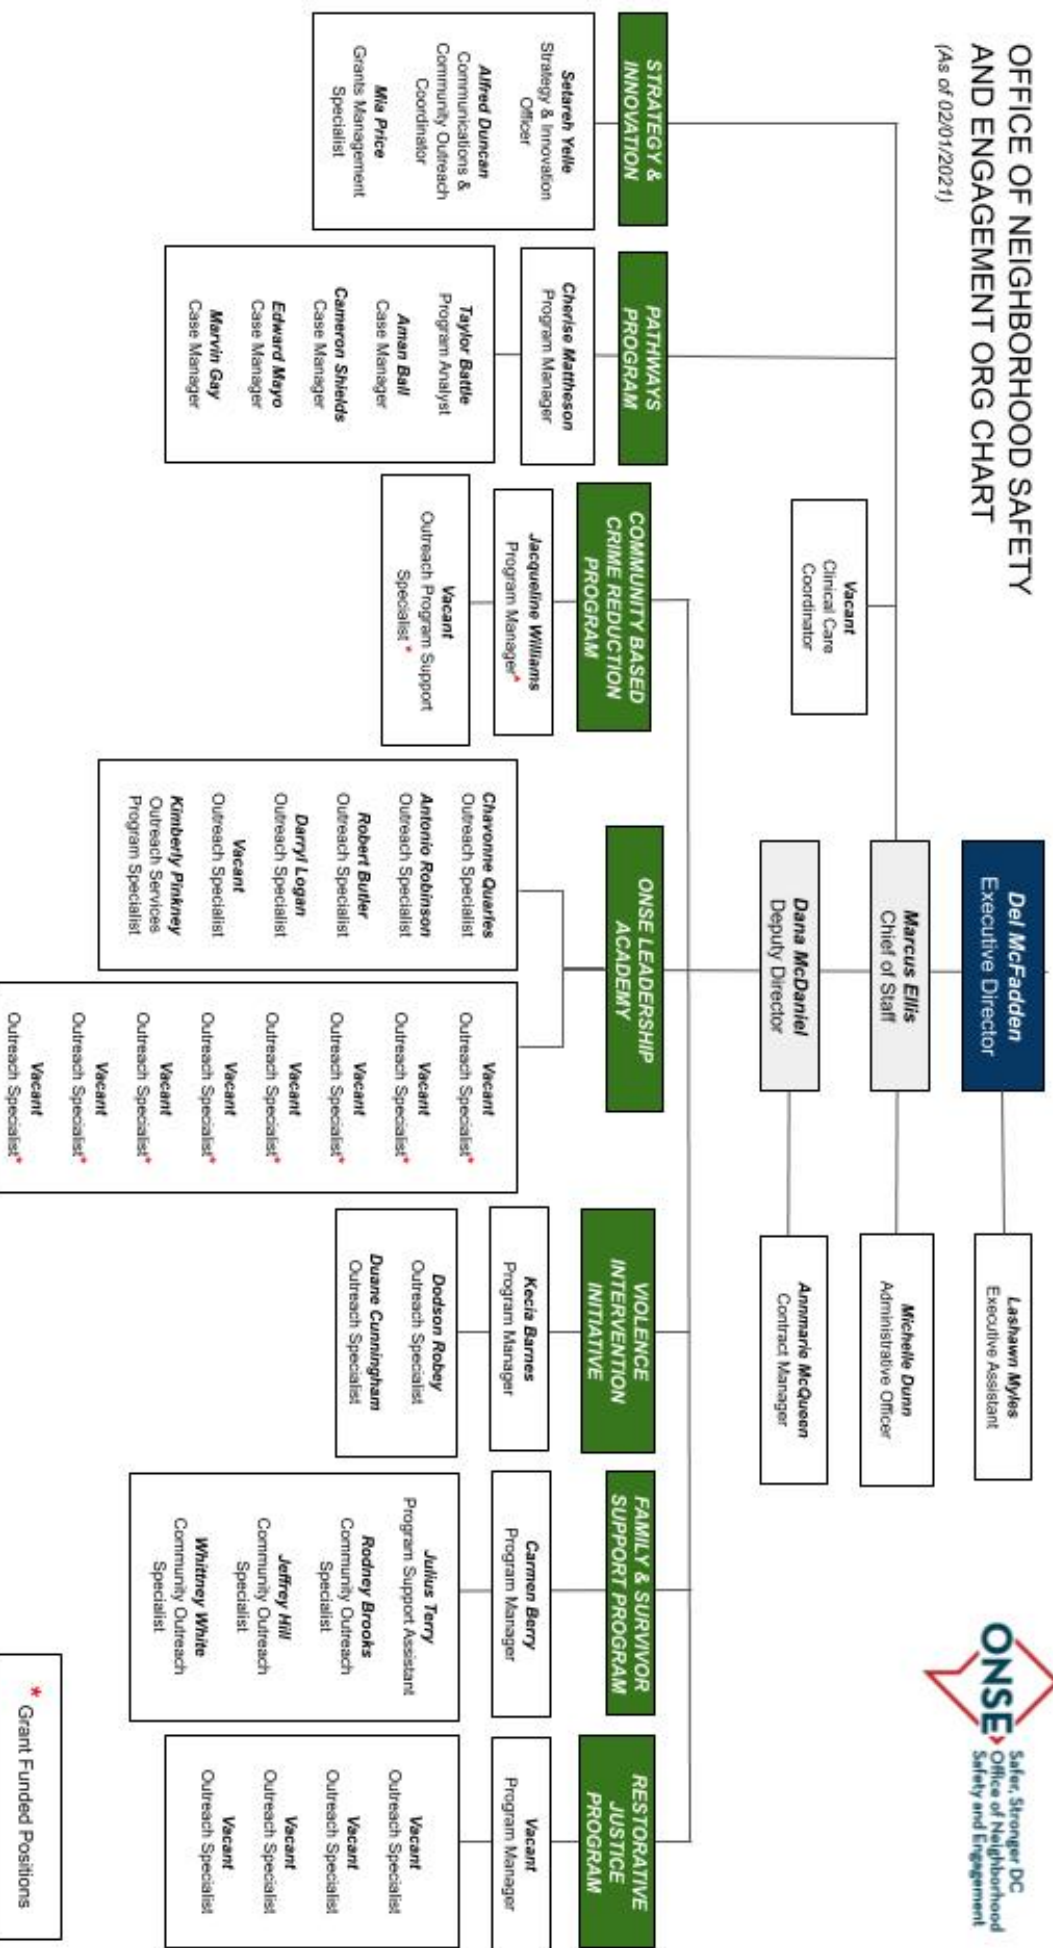 OFFICE OF NEIGHBORHOOD SAFETY
AND ENGAGEMENT ORG CHART
(As of 02/01/2021)
ONSE
Safer, Stronger DC
Office of Neighborhood
Safety and Engagement
Del McFadden
Executive Director
Lashawn Myles
Executive Assistant
Marcus Ellis
Chief of Staff
Michelle Dunn
Administrative Officer
Vacant
Clinical Care
Coordinator
Dana McDaniel
Deputy Director
Annmarie McQueen
Contract Manager
STRATEGY &
INNOVATION
Setareh Yelle
Strategy & Innovation
Officer
Alfred Duncan
Communications &
Community Outreach
Coordinator
Mia Price
Grants Management
Specialist
PATHWAYS
PROGRAM
Cherise Mattheson
Program Manager
Taylor Battle
Program Analyst
Aman Ball
Case Manager
Cameron Shields
Case Manager
Edward Mayo
Case Manager
Marvin Gay
Case Manager
COMMUNITY BASED
CRIME REDUCTION
PROGRAM
Jacqueline Williams
Program Manager*
Vacant
Outreach Program Support
Specialist *
ONSE LEADERSHIP
ACADEMY
Chavonne Quarles
Outreach Specialist
Antonio Robinson
Outreach Specialist
Robert Butler
Outreach Specialist
Darryl Logan
Outreach Specialist
Vacant
Outreach Specialist
Kimberly Pinkney
Outreach Services
Program Specialist
Vacant
Outreach Specialist*
Vacant
Outreach Specialist*
Vacant
Outreach Specialist*
Vacant
Outreach Specialist*
Vacant
Outreach Specialist*
Vacant
Outreach Specialist*
Vacant
Outreach Specialist*
Vacant
Outreach Specialist*
VIOLENCE
INTERVENTION
INITIATIVE
Kecia Barnes
Program Manager
Dodson Robey
Outreach Specialist
Duane Cunningham
Outreach Specialist
FAMILY & SURVIVOR
SUPPORT PROGRAM
Carmen Berry
Program Manager
Julius Terry
Program Support Assistant
Rodney Brooks
Community Outreach
Specialist
Jeffrey Hill
Community Outreach
Specialist
Whittney White
Community Outreach
Specialist
RESTORATIVE
JUSTICE
PROGRAM
Vacant
Program Manager
Vacant
Outreach Specialist
Vacant
Outreach Specialist
Vacant
Outreach Specialist
Vacant
Outreach Specialist
* Grant Funded Positions